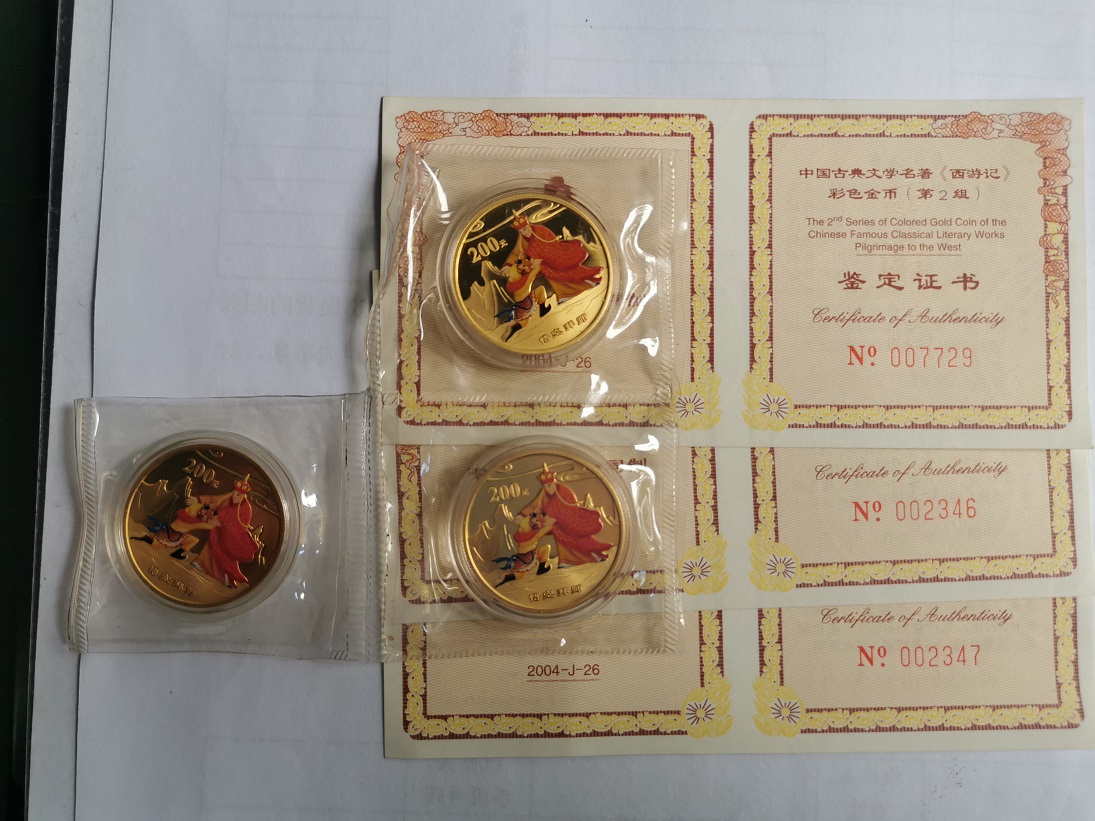 中国古典文学名著《西游记》
彩色金币（第2组）
The 2nd Series of Colored Gold Coin of the
Chinese Famous Classical Literary Works
Pilgrimage to the West
鉴定证书
Certificate of Authenticity
Nº 007729
200元
2004-J-26
Certificate of Authenticity
Nº 002346
200元
200元
Certificate of Authenticity
Nº 002347
2004-J-26